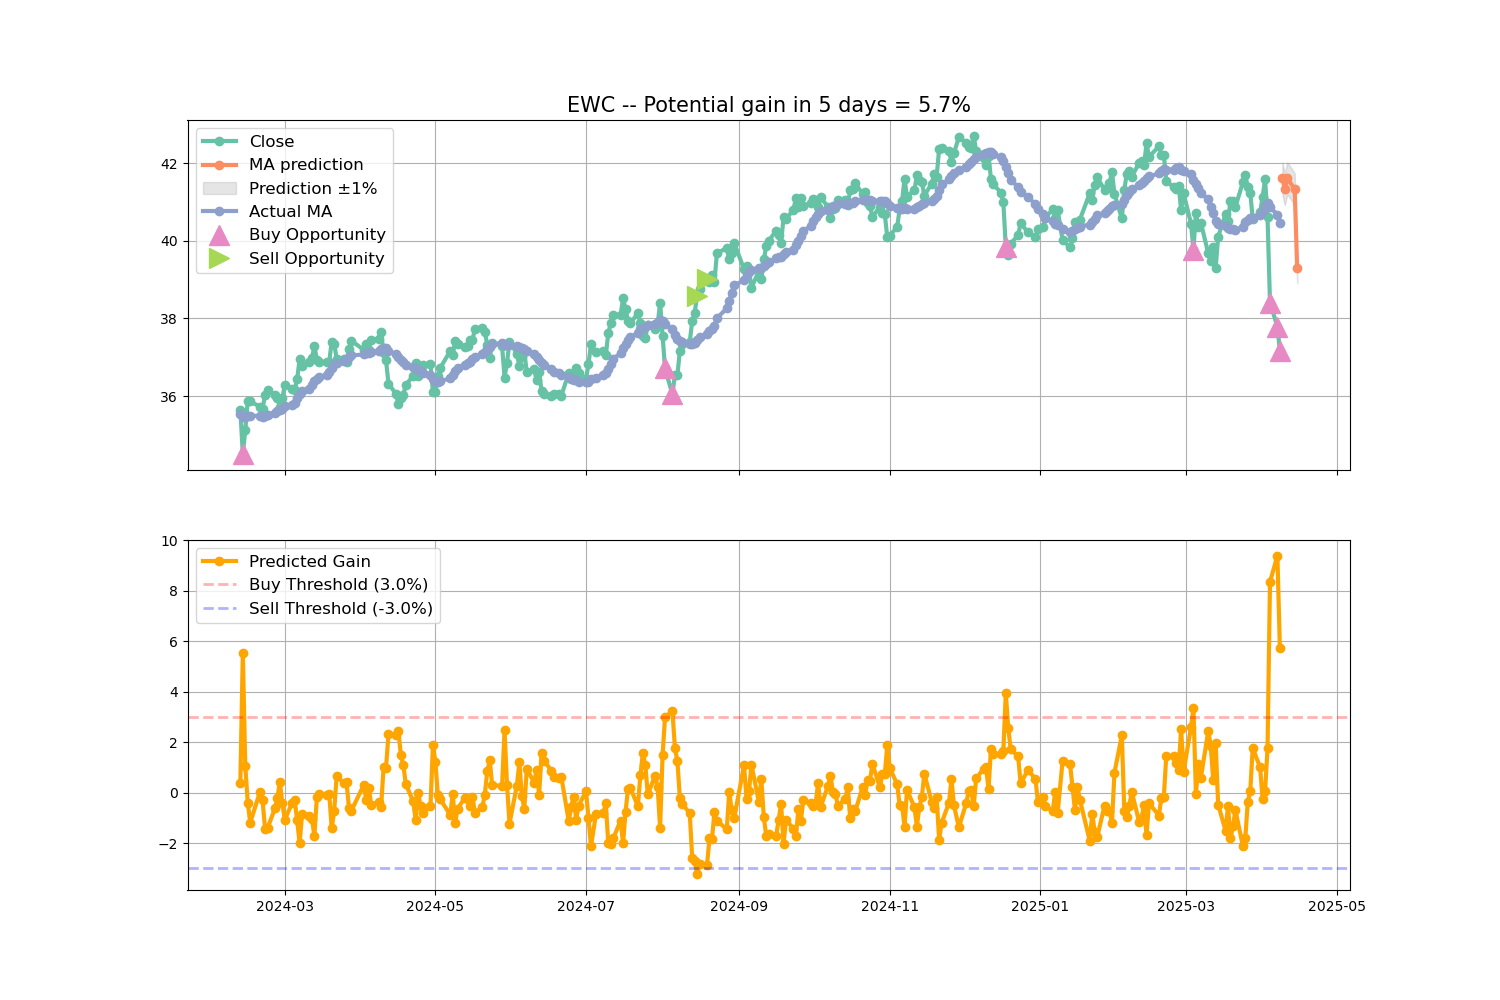 EWC -- Potential gain in 5 days = 5.7%
Close
MA prediction
Prediction ±1%
Actual MA
Buy Opportunity
Sell Opportunity
42
40
38
36
10
8
6
4
2
0
−2
Predicted Gain
Buy Threshold (3.0%)
Sell Threshold (-3.0%)
2024-03
2024-05
2024-07
2024-09
2024-11
2025-01
2025-03
2025-05